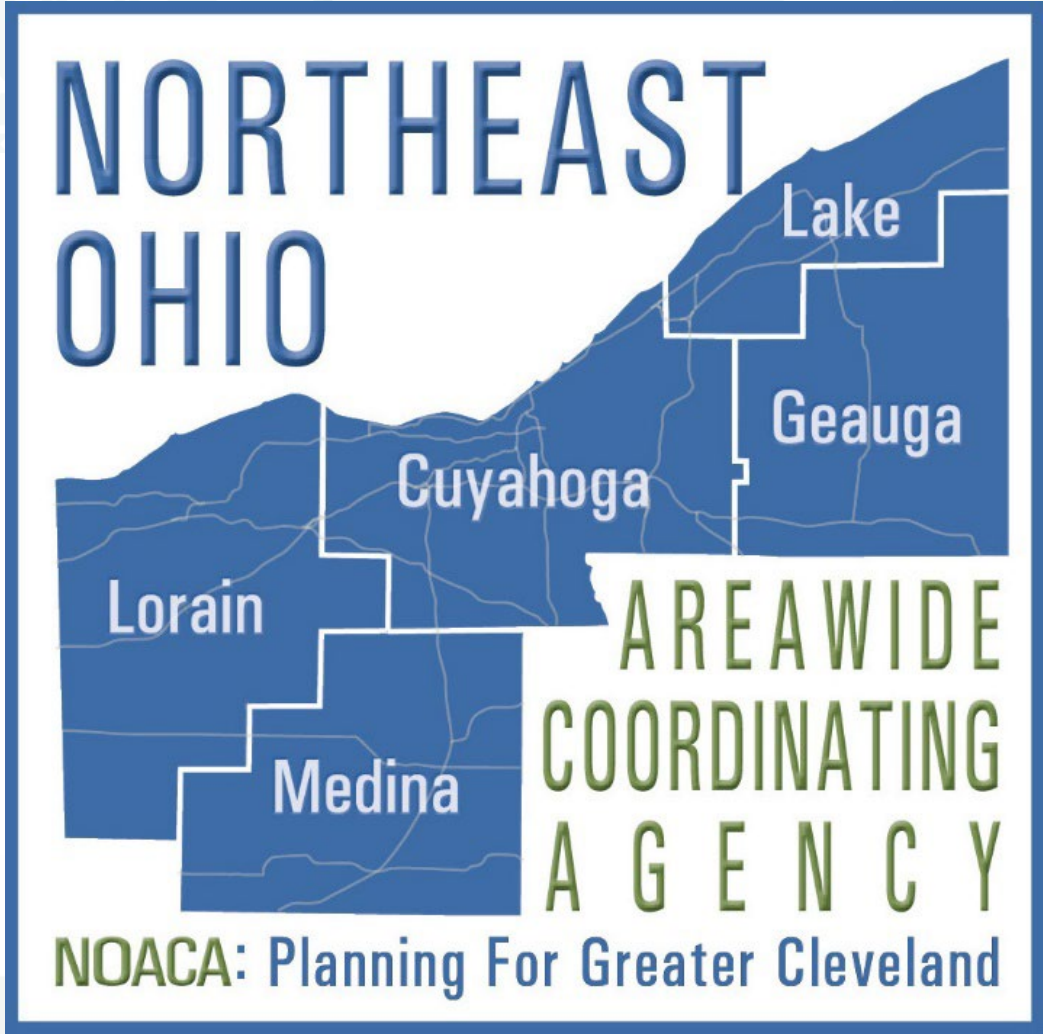 NORTHEAST
OHIO
Lake
Geauga
Cuyahoga
Lorain
Medina
AREAWIDE
COORDINATING
AGENCY
NOACA: Planning For Greater Cleveland